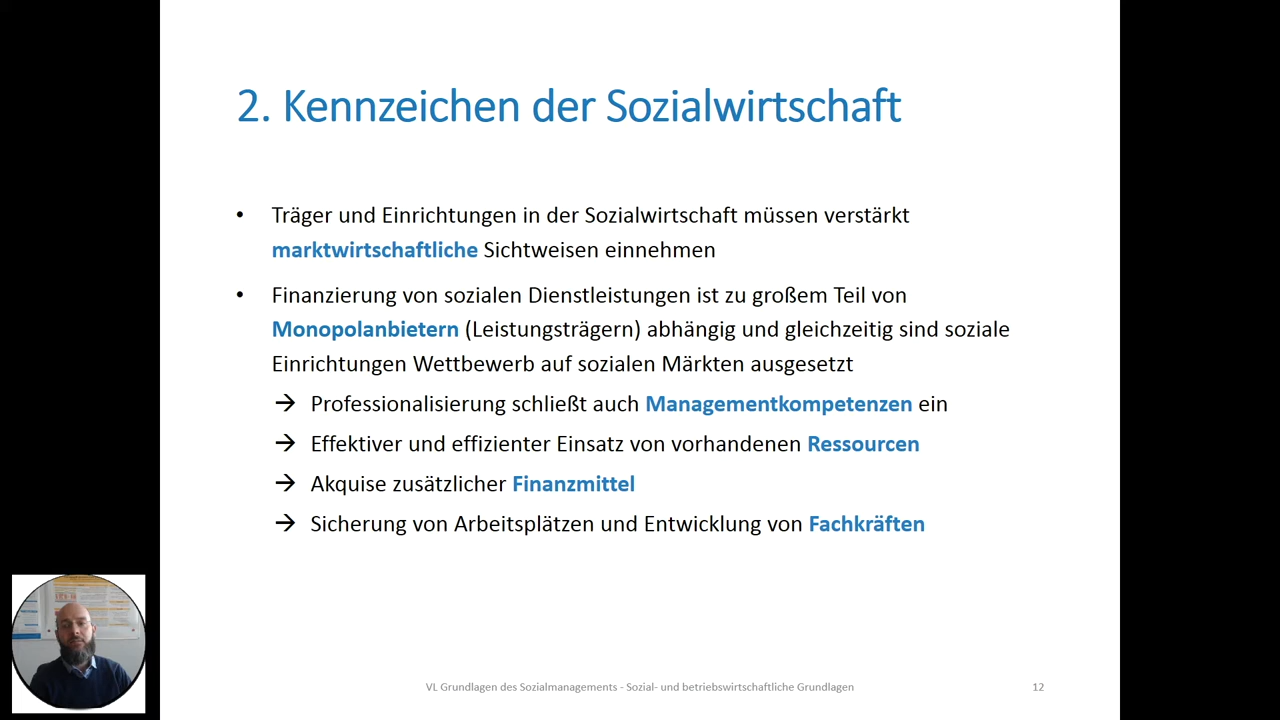 2. Kennzeichen der Sozialwirtschaft
• Träger und Einrichtungen in der Sozialwirtschaft müssen verstärkt
marktwirtschaftliche Sichtweisen einnehmen
• Finanzierung von sozialen Dienstleistungen ist zu großem Teil von
Monopolanbietern (Leistungsträgern) abhängig und gleichzeitig sind soziale
Einrichtungen Wettbewerb auf sozialen Märkten ausgesetzt
→ Professionalisierung schließt auch Managementkompetenzen ein
→ Effektiver und effizienter Einsatz von vorhandenen Ressourcen
→ Akquise zusätzlicher Finanzmittel
→ Sicherung von Arbeitsplätzen und Entwicklung von Fachkräften
VL Grundlagen des Sozialmanagements - Sozial- und betriebswirtschaftliche Grundlagen
12